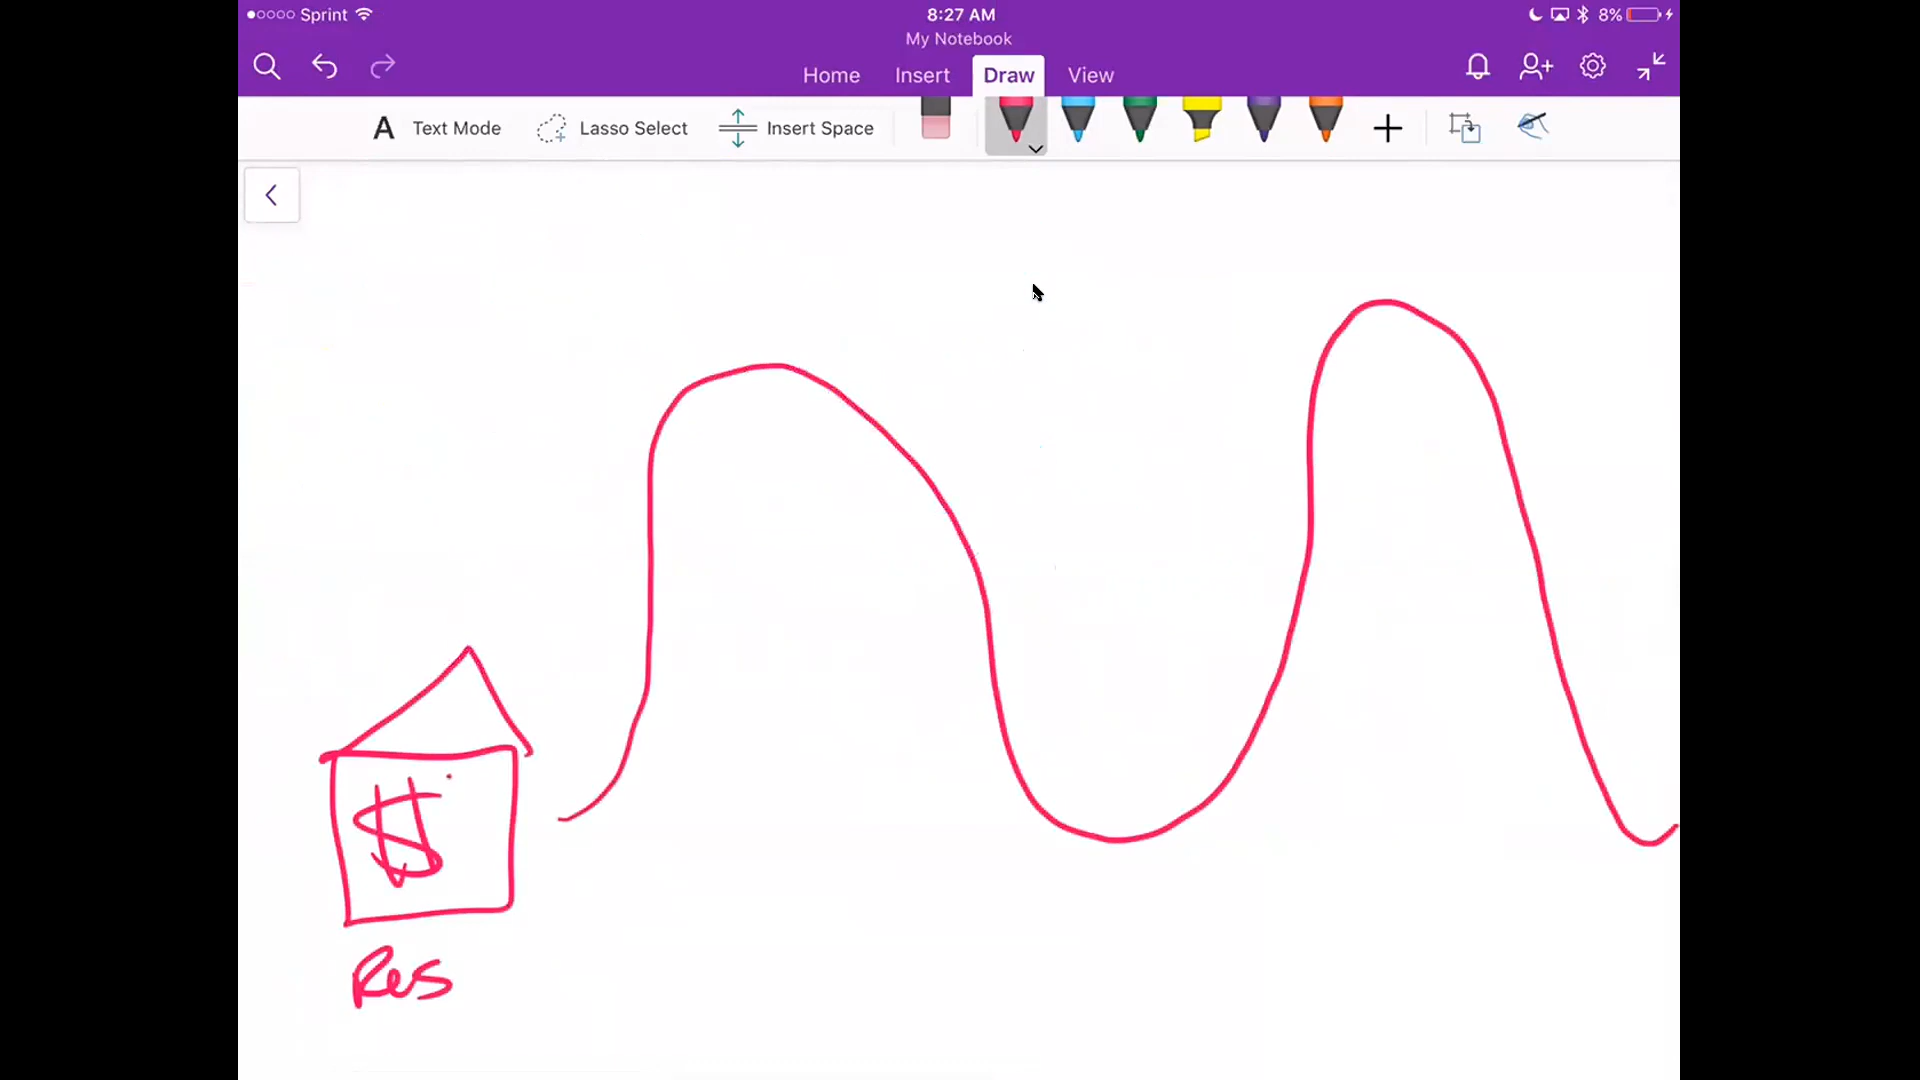 Sprint 8:27 AM 8%
My Notebook
Home Insert Draw View
A Text Mode Lasso Select Insert Space
$
Res